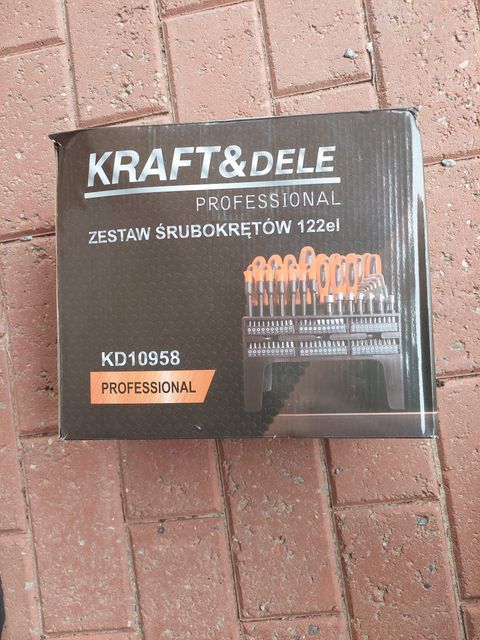 KRAFT&DELE
PROFESSIONAL
ZESTAW ŚRUBOKRĘTÓW 122el
KD10958
PROFESSIONAL